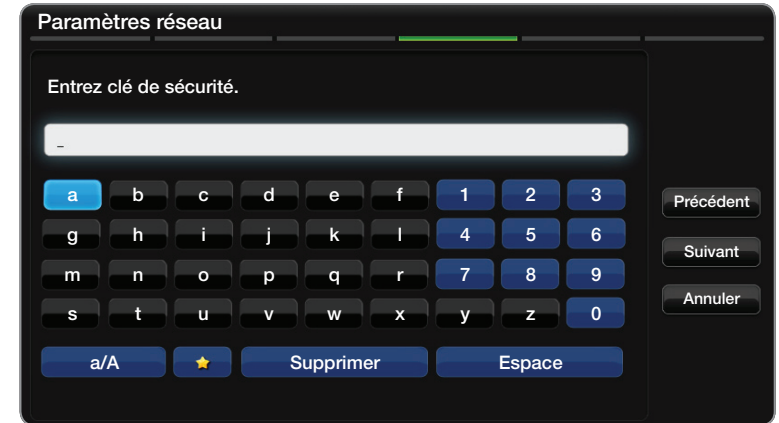 Paramètres réseau
Entrez clé de sécurité.
_
a b c d e f 1 2 3
g h i j k l 4 5 6
m n o p q r 7 8 9
s t u v w x y z 0
a/A Supprimer Espace
Précédent
Suivant
Annuler